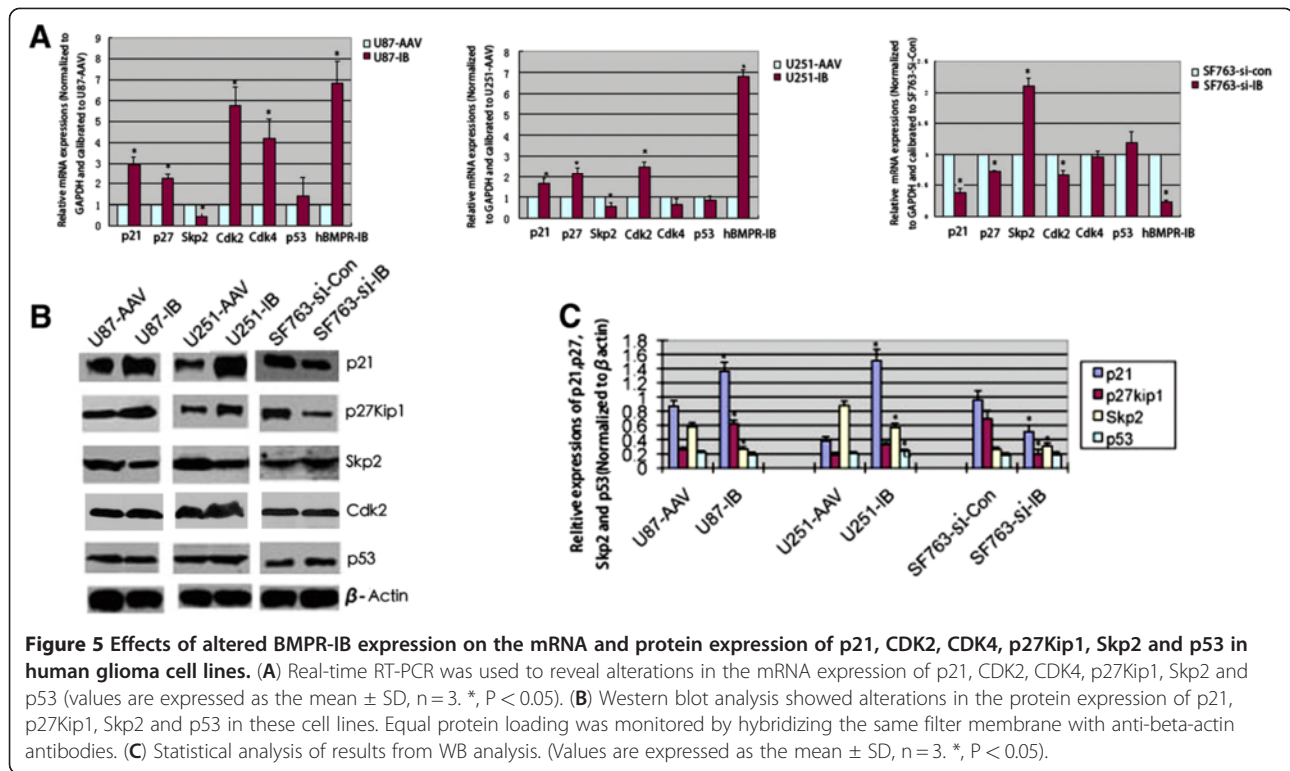 A
Relative mRNA expressions (Normalized to
GAPDH and calibrated to U87-AAV)
9
8
7
6
5
4
3
2
1
0
p21 p27 Skp2 Cdk2 Cdk4 p53 hBMPR-IB
* * * * * *
U87-AAV
U87-IB
Relative mRNA expressions (Normalized
to GAPDH and calibrated to U251-AAV)
8
7
6
5
4
3
2
1
0
p21 p27 Skp2 Cdk2 Cdk4 p53 hBMPR-IB
* * * * *
U251-AAV
U251-IB
Relative mRNA expressions (Normalized
to GAPDH and calibrated to SF763-Si-Con)
2
1
0
p21 p27 Skp2 Cdk2 Cdk4 p53 hBMPR-IB
* * * * *
SF763-si-con
SF763-si-IB
B
U87-AAV
U87-IB
U251-AAV
U251-IB
SF763-si-Con
SF763-si-IB
p21
p27Kip1
Skp2
Cdk2
p53
β- Actin
C
Relitive expressions of p21,p27,
Skp2 and p53(Normalized to β actin)
1.8
1.6
1.4
1.2
1
0.8
0.6
0.4
0.2
0
* * * * * * * * *
U87-AAV
U87-IB
U251-AAV
U251-IB
SF763-si-Con
SF763-si-IB
p21
p27kip1
Skp2
p53
Figure 5 Effects of altered BMPR-IB expression on the mRNA and protein expression of p21, CDK2, CDK4, p27Kip1, Skp2 and p53 in
human glioma cell lines. (A) Real-time RT-PCR was used to reveal alterations in the mRNA expression of p21, CDK2, CDK4, p27Kip1, Skp2 and
p53 (values are expressed as the mean ± SD, n = 3. *, P < 0.05). (B) Western blot analysis showed alterations in the protein expression of p21,
p27Kip1, Skp2 and p53 in these cell lines. Equal protein loading was monitored by hybridizing the same filter membrane with anti-beta-actin
antibodies. (C) Statistical analysis of results from WB analysis. (Values are expressed as the mean ± SD, n = 3. *, P < 0.05).